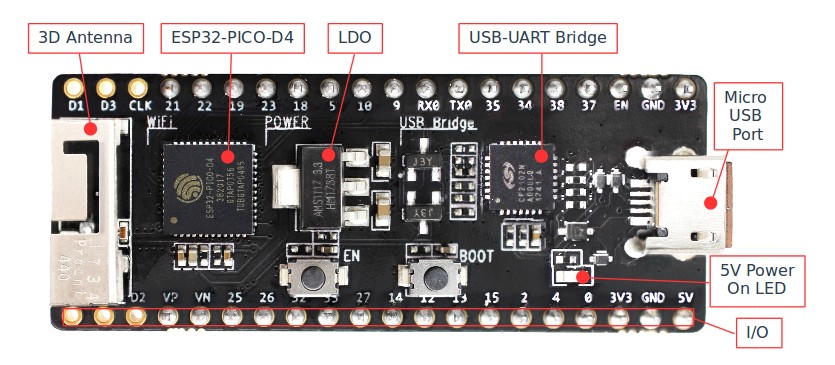 3D Antenna
ESP32-PICO-D4
LDO
USB-UART Bridge
Micro
USB
Port
D1 D3 CLK 21 22 19 23 18 5 10 9 RX0 TX0 35 34 38 37 EN GND 3V3
WiFi
POWER
USB Bridge
ESP32-PICO-D4
382017
AMS1117 3.3
J3Y
J3Y
EN
BOOT
5V Power
On LED
D2 VP VN 25 26 32 33 27 14 12 13 15 2 4 0 3V3 GND 5V
I/O